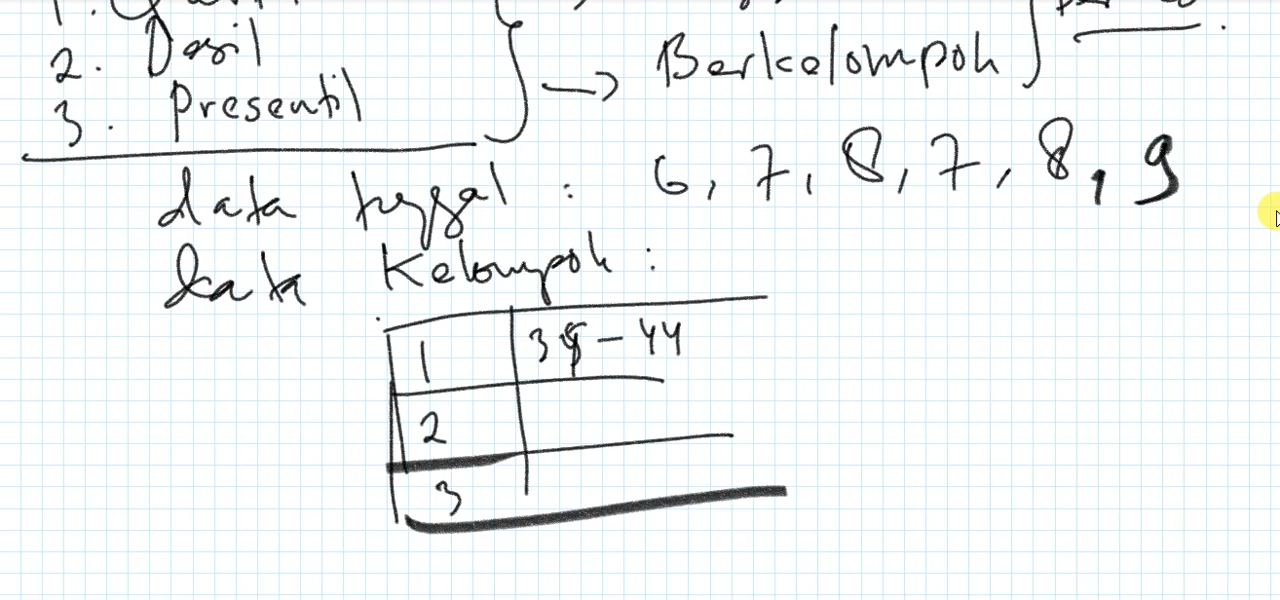 2. Desil
3. Presentil
→ Berkelompok
data tunggal : 6, 7, 8, 7, 8, 9
data Kelompok :
1
2
3